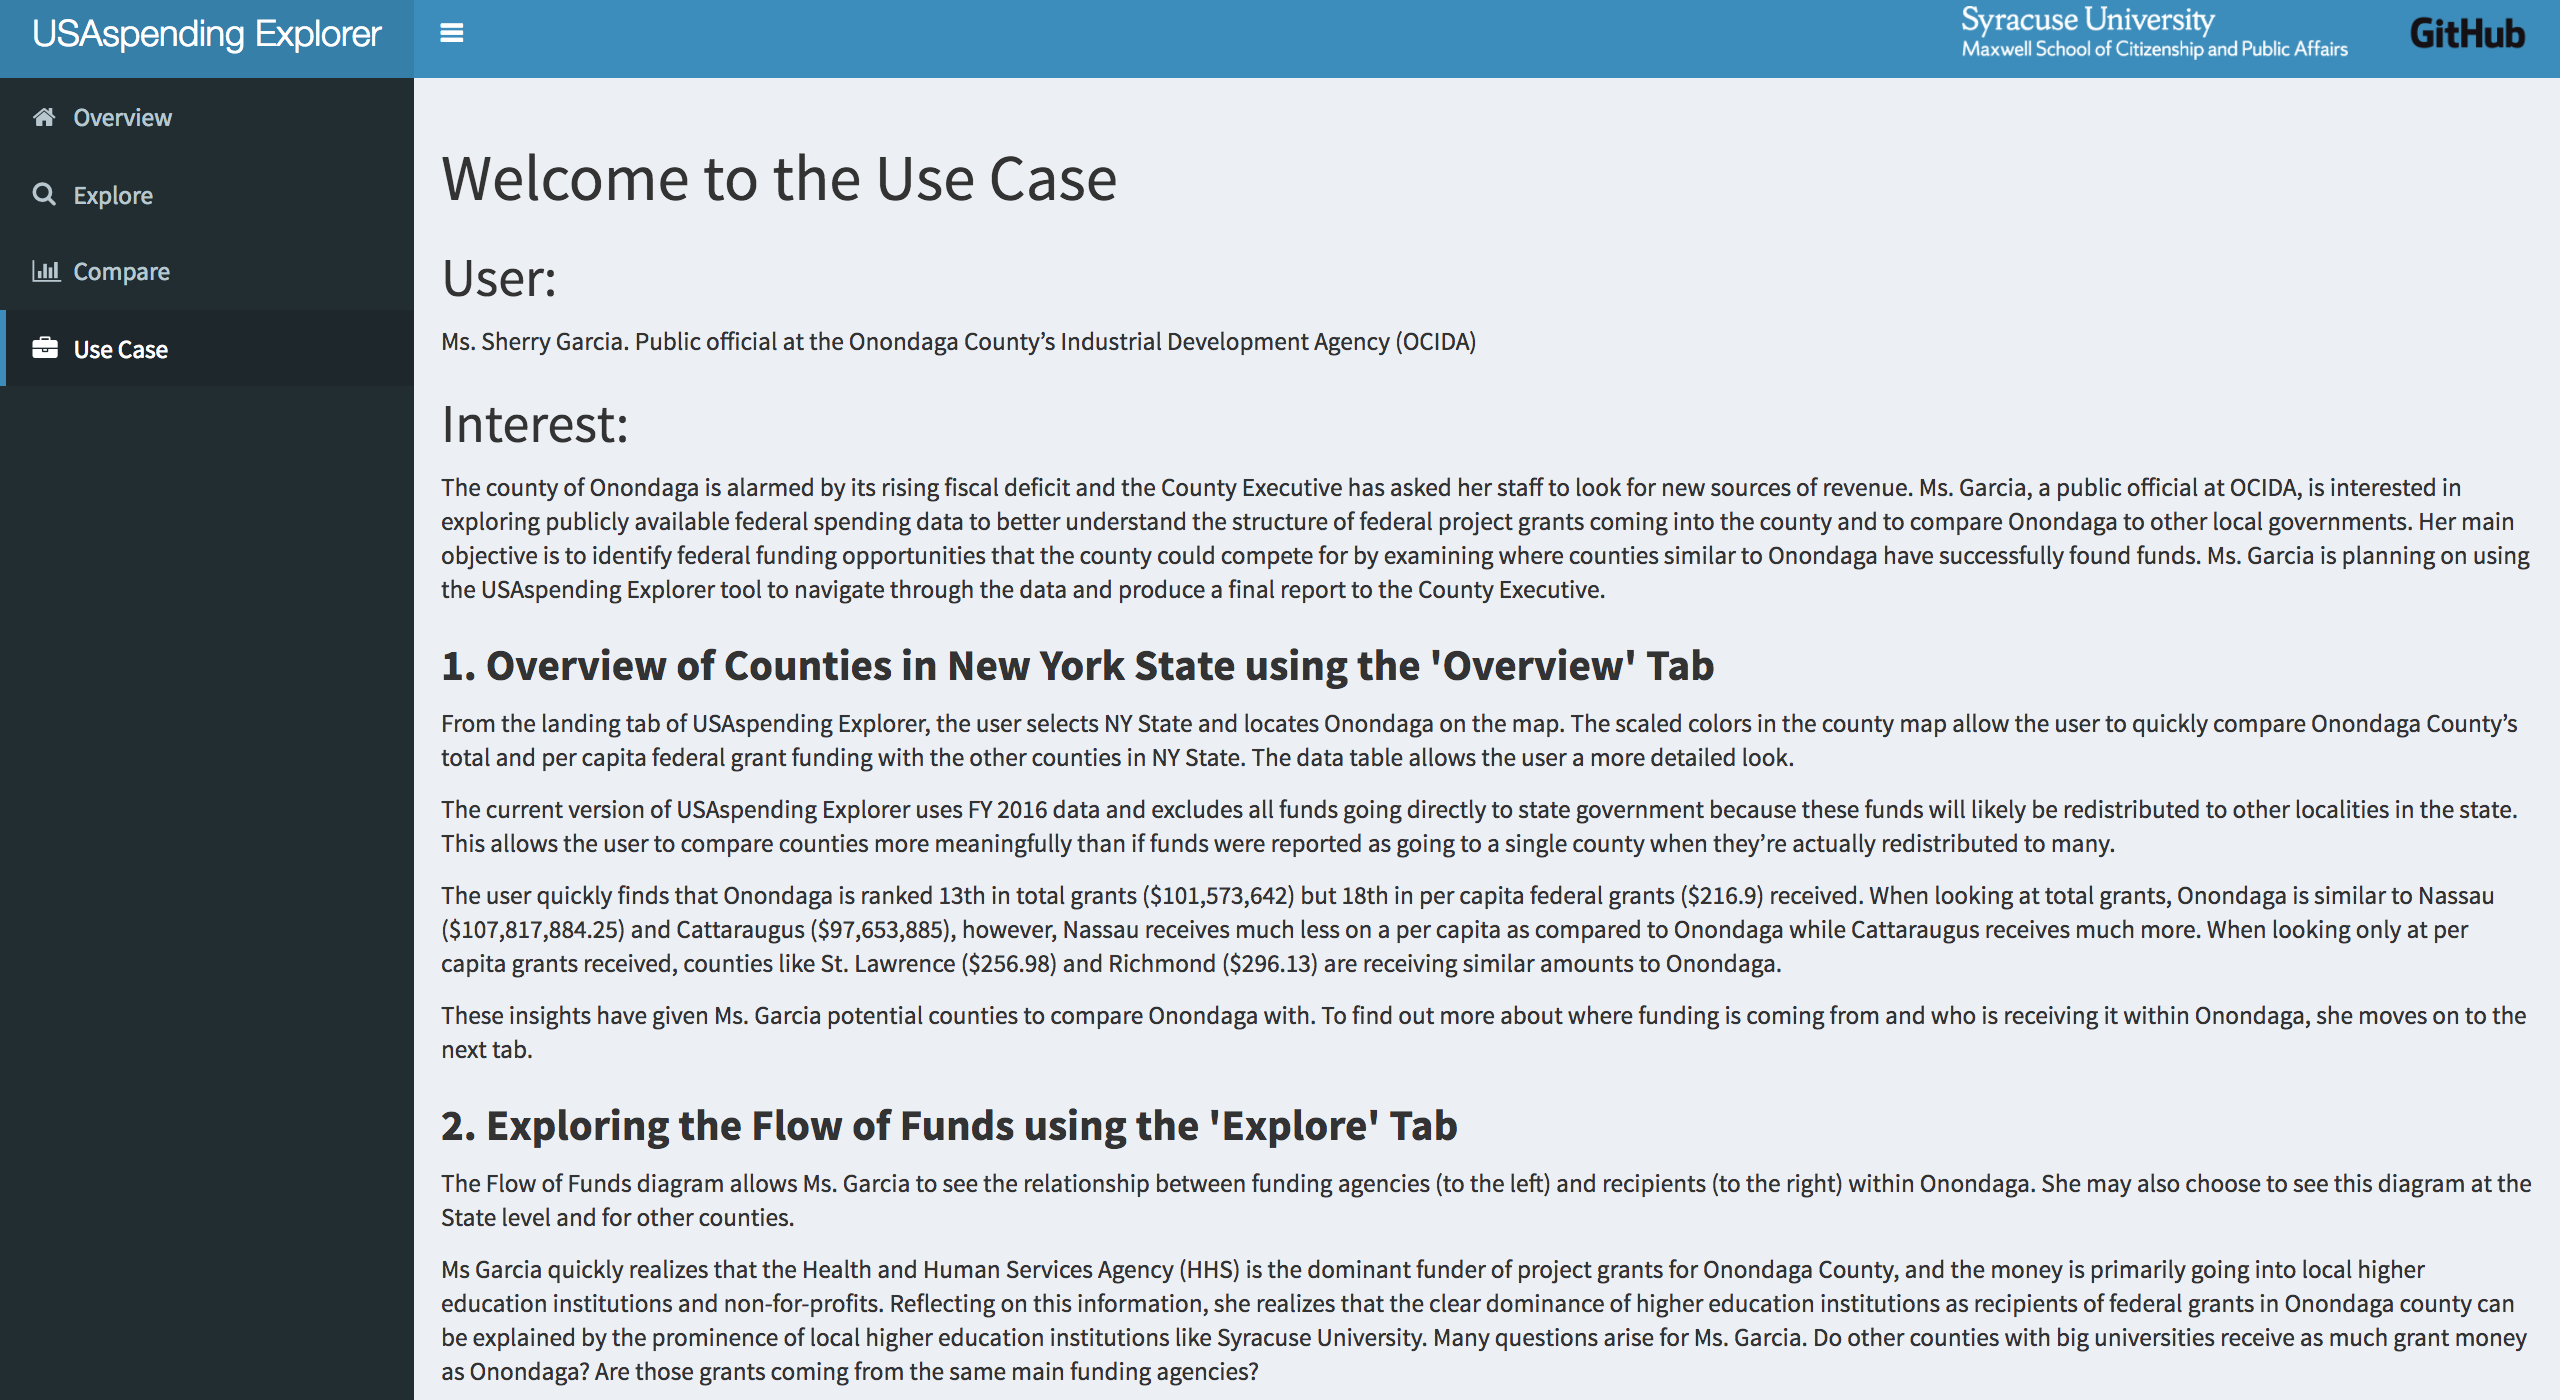 USAspending Explorer
Syracuse University
Maxwell School of Citizenship and Public Affairs
GitHub
Overview
Explore
Compare
Use Case
Welcome to the Use Case
User:
Ms. Sherry Garcia. Public official at the Onondaga County’s Industrial Development Agency (OCIDA)
Interest:
The county of Onondaga is alarmed by its rising fiscal deficit and the County Executive has asked her staff to look for new sources of revenue. Ms. Garcia, a public official at OCIDA, is interested in
exploring publicly available federal spending data to better understand the structure of federal project grants coming into the county and to compare Onondaga to other local governments. Her main
objective is to identify federal funding opportunities that the county could compete for by examining where counties similar to Onondaga have successfully found funds. Ms. Garcia is planning on using
the USAspending Explorer tool to navigate through the data and produce a final report to the County Executive.
1. Overview of Counties in New York State using the 'Overview' Tab
From the landing tab of USAspending Explorer, the user selects NY State and locates Onondaga on the map. The scaled colors in the county map allow the user to quickly compare Onondaga County’s
total and per capita federal grant funding with the other counties in NY State. The data table allows the user a more detailed look.
The current version of USAspending Explorer uses FY 2016 data and excludes all funds going directly to state government because these funds will likely be redistributed to other localities in the state.
This allows the user to compare counties more meaningfully than if funds were reported as going to a single county when they’re actually redistributed to many.
The user quickly finds that Onondaga is ranked 13th in total grants ($101,573,642) but 18th in per capita federal grants ($216.9) received. When looking at total grants, Onondaga is similar to Nassau
($107,817,884.25) and Cattaraugus ($97,653,885), however, Nassau receives much less on a per capita as compared to Onondaga while Cattaraugus receives much more. When looking only at per
capita grants received, counties like St. Lawrence ($256.98) and Richmond ($296.13) are receiving similar amounts to Onondaga.
These insights have given Ms. Garcia potential counties to compare Onondaga with. To find out more about where funding is coming from and who is receiving it within Onondaga, she moves on to the
next tab.
2. Exploring the Flow of Funds using the 'Explore' Tab
The Flow of Funds diagram allows Ms. Garcia to see the relationship between funding agencies (to the left) and recipients (to the right) within Onondaga. She may also choose to see this diagram at the
State level and for other counties.
Ms Garcia quickly realizes that the Health and Human Services Agency (HHS) is the dominant funder of project grants for Onondaga County, and the money is primarily going into local higher
education institutions and non-for-profits. Reflecting on this information, she realizes that the clear dominance of higher education institutions as recipients of federal grants in Onondaga county can
be explained by the prominence of local higher education institutions like Syracuse University. Many questions arise for Ms. Garcia. Do other counties with big universities receive as much grant money
as Onondaga? Are those grants coming from the same main funding agencies?